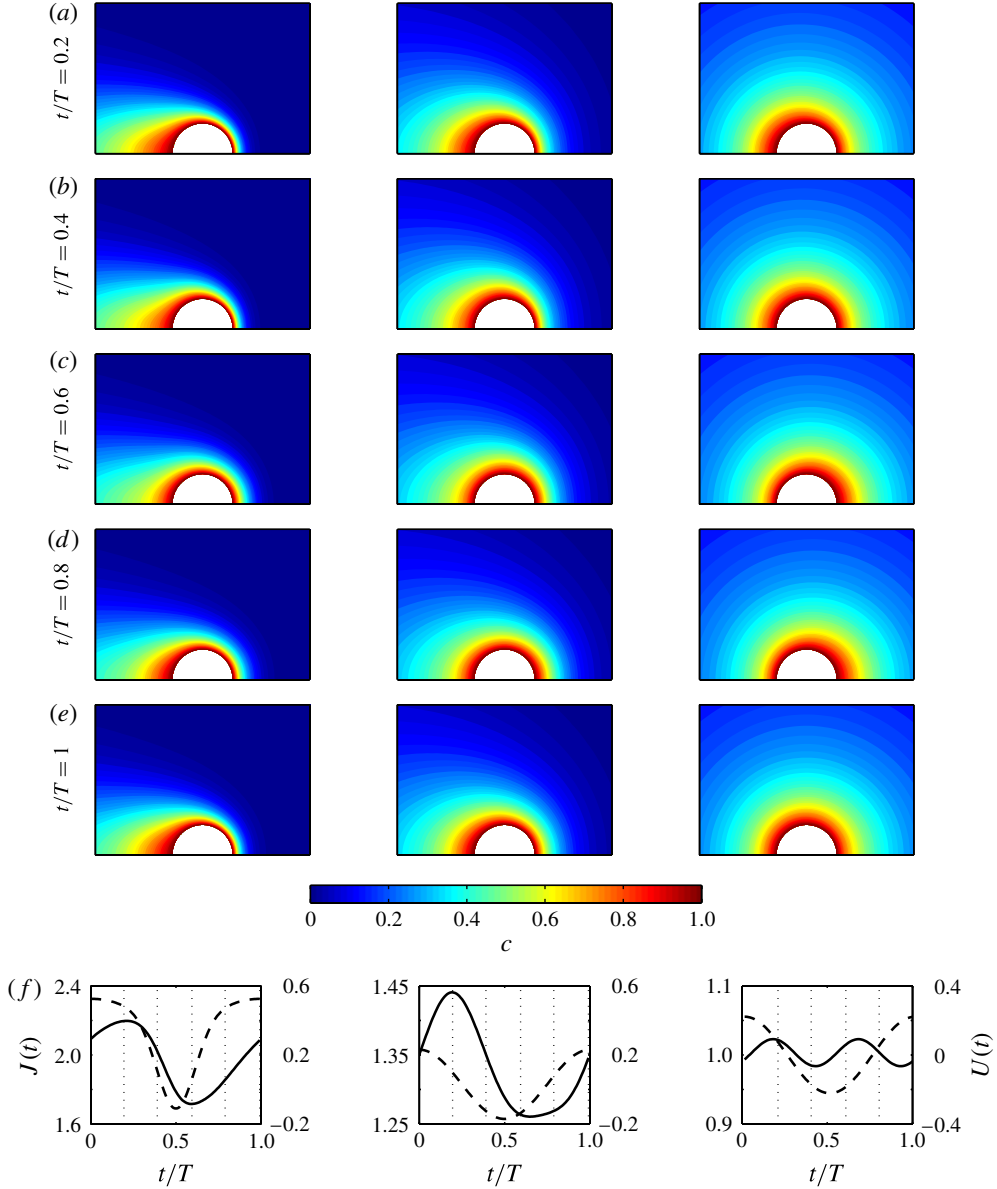 (a)
t/T = 0.2
(b)
t/T = 0.4
(c)
t/T = 0.6
(d)
t/T = 0.8
(e)
t/T = 1
0 0.2 0.4 0.6 0.8 1.0
c
(f)
J(t)
2.4
2.0
1.6
0.6
0.2
−0.2
0 0.5 1.0
t/T
1.45
1.35
1.25
0.6
0.2
−0.2
0 0.5 1.0
t/T
1.1
1.0
0.9
0.4
0
−0.4
0 0.5 1.0
t/T
U(t)